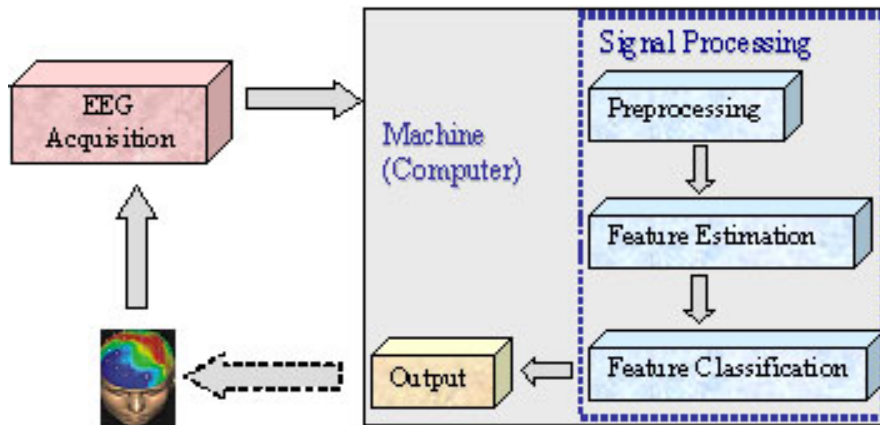 EEG
Acquisition
Machine
(Computer)
Signal Processing
Preprocessing
Feature Estimation
Feature Classification
Output